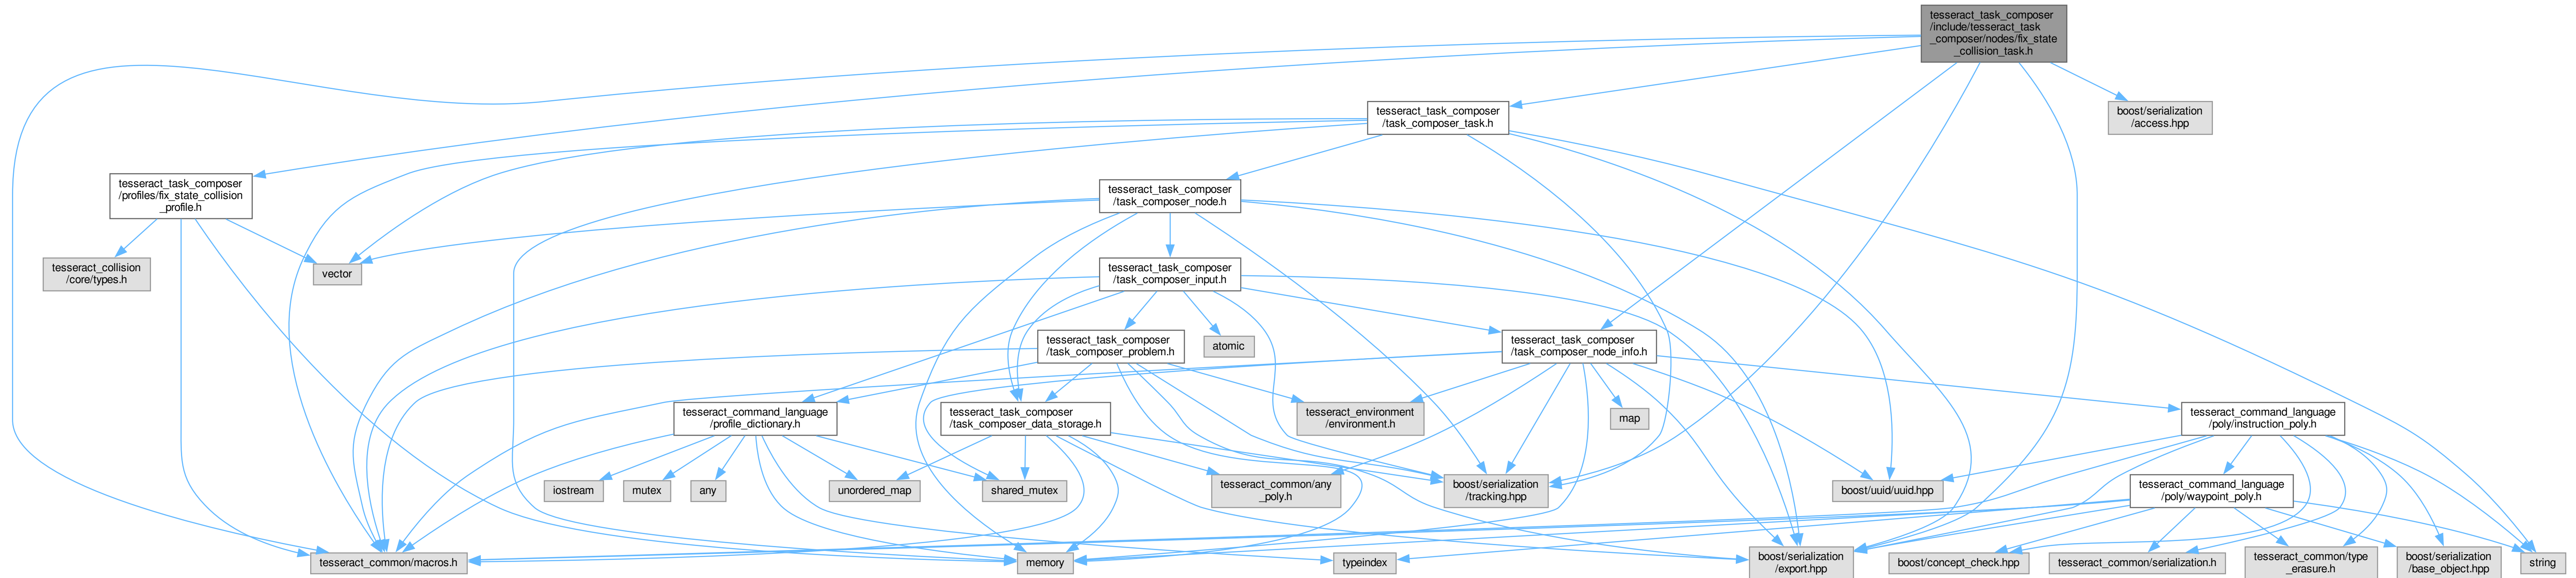 tesseract_task_composer
/include/tesseract_task
_composer/nodes/fix_state
_collision_task.h
tesseract_task_composer
/task_composer_task.h
boost/serialization
/access.hpp
tesseract_task_composer
/profiles/fix_state_collision
_profile.h
tesseract_task_composer
/task_composer_node.h
tesseract_collision
/core/types.h
vector
tesseract_task_composer
/task_composer_input.h
tesseract_task_composer
/task_composer_problem.h
atomic
tesseract_task_composer
/task_composer_node_info.h
tesseract_command_language
/profile_dictionary.h
tesseract_task_composer
/task_composer_data_storage.h
tesseract_environment
/environment.h
map
tesseract_command_language
/poly/instruction_poly.h
iostream
mutex
any
unordered_map
shared_mutex
tesseract_common/any
_poly.h
boost/serialization
/tracking.hpp
boost/uuid/uuid.hpp
tesseract_command_language
/poly/waypoint_poly.h
tesseract_common/macros.h
memory
typeindex
boost/serialization
/export.hpp
boost/concept_check.hpp
tesseract_common/serialization.h
tesseract_common/type
_erasure.h
boost/serialization
/base_object.hpp
string